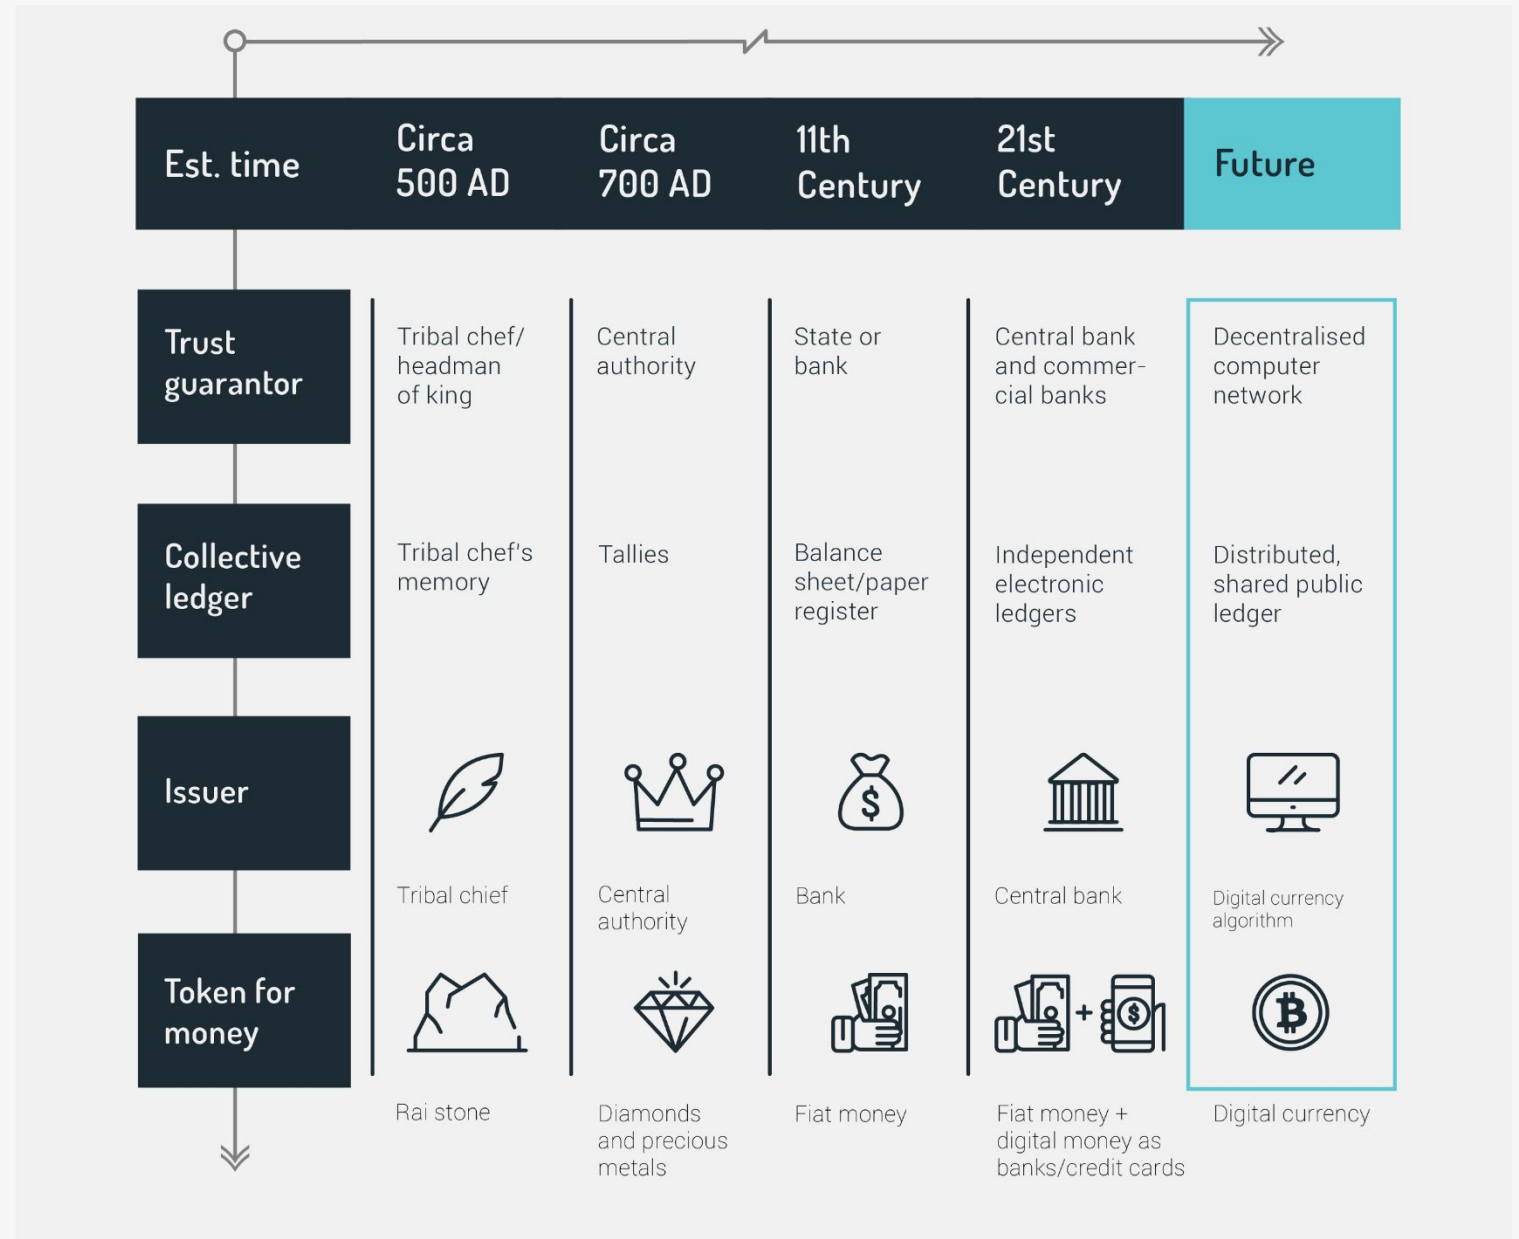 Est. time
Circa
500 AD
Circa
700 AD
11th
Century
21st
Century
Future
Trust
guarantor
Tribal chef/
headman
of king
Central
authority
State or
bank
Central bank
and commer-
cial banks
Decentralised
computer
network
Collective
ledger
Tribal chef's
memory
Tallies
Balance
sheet/paper
register
Independent
electronic
ledgers
Distributed,
shared public
ledger
Issuer
$
Tribal chief
Central
authority
Bank
Central bank
Digital currency
algorithm
Token for
money
+
$
B
Rai stone
Diamonds
and precious
metals
Fiat money
Fiat money +
digital money as
banks/credit cards
Digital currency